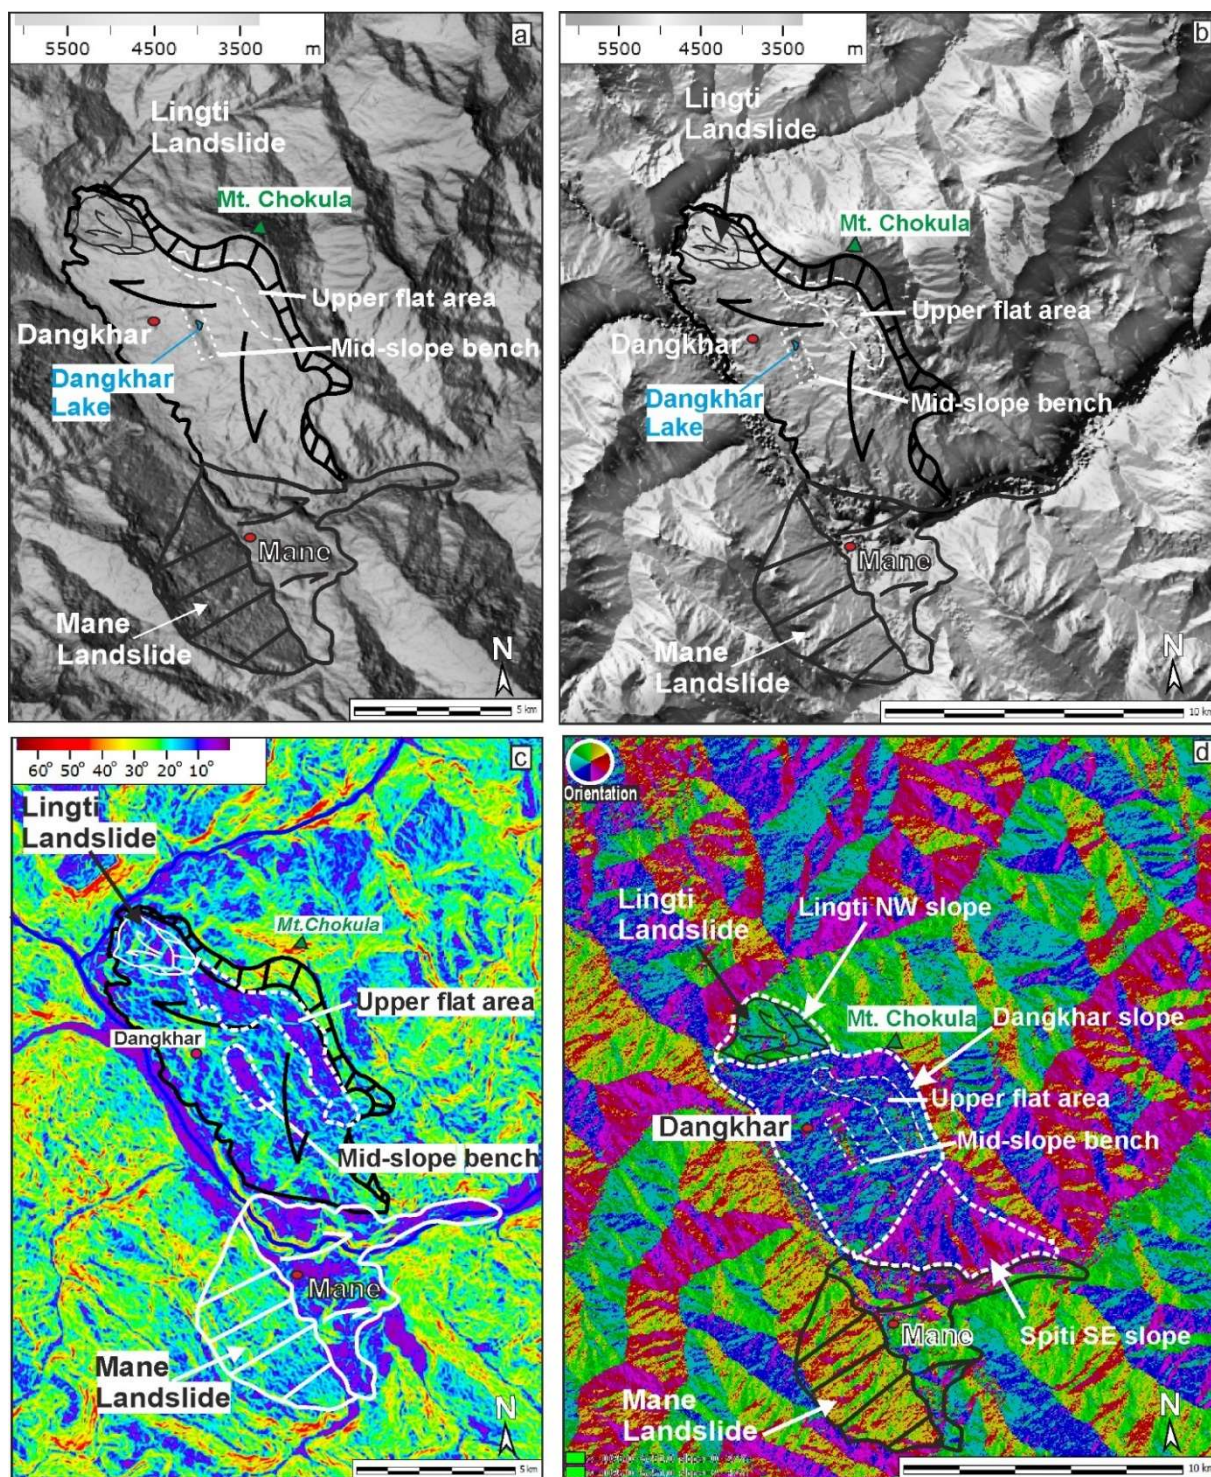 5500 4500 3500 m
a
Lingti
Landslide
Mt. Chokula
Upper flat area
Dangkhar
Mid-slope bench
Dangkhar
Lake
Mane
Mane
Landslide
N
5 km
5500 4500 3500 m
b
Lingti
Landslide
Mt. Chokula
Upper flat area
Dangkhar
Dangkhar
Lake
Mid-slope bench
Mane
Mane
Landslide
N
10 km
60° 50° 40° 30° 20° 10°
c
Lingti
Landslide
Mt.Chokula
Upper flat area
Dangkhar
Mid-slope bench
Mane
Mane
Landslide
N
5 km
Orientation
d
Lingti
Landslide
Lingti NW slope
Mt. Chokula
Dangkhar slope
Upper flat area
Dangkhar
Mid-slope bench
Mane
Spiti SE slope
Mane
Landslide
N
10 km